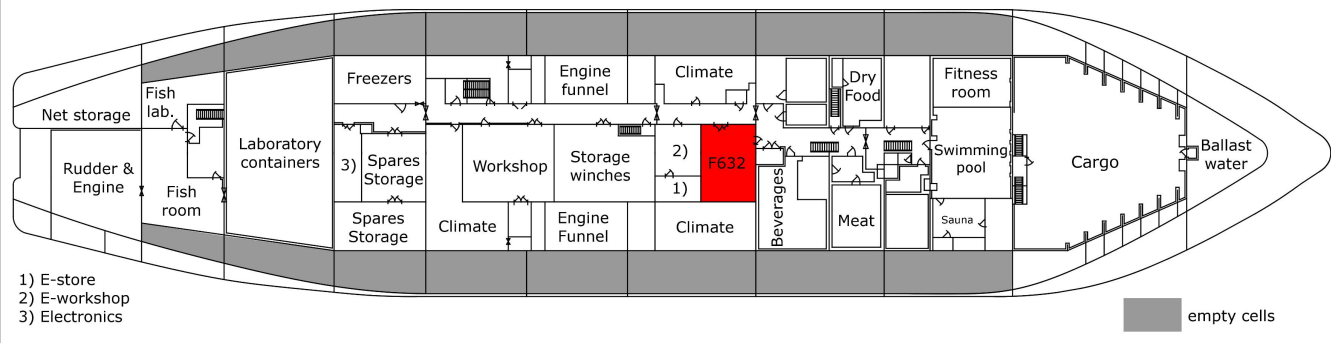 Net storage
Fish
lab.
Rudder &
Engine
Fish
room
Laboratory
containers
Freezers
3)
Spares
Storage
Spares
Storage
Climate
Workshop
Engine
funnel
Storage
winches
Engine
Funnel
Climate
2)
1)
F632
Climate
Beverages
Dry
Food
Meat
Fitness
room
Swimming
pool
Sauna
Cargo
Ballast
water
1) E-store
2) E-workshop
3) Electronics
empty cells